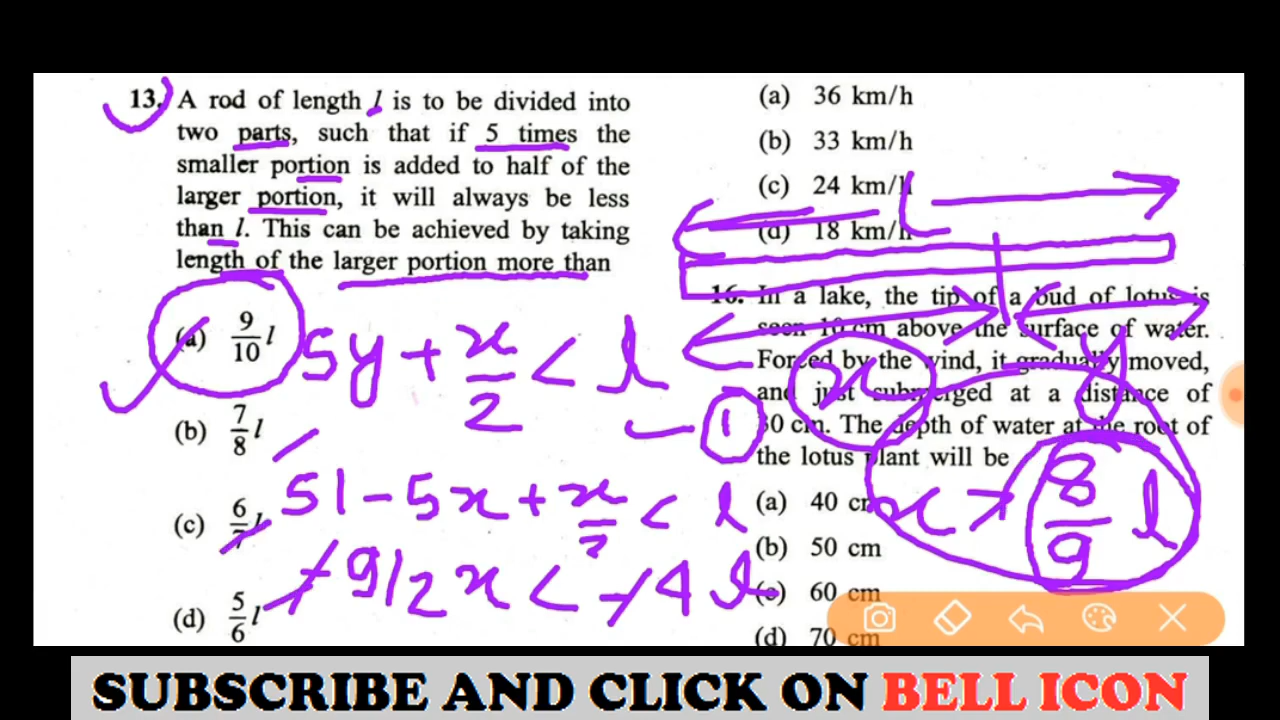 13. A rod of length l is to be divided into
two parts, such that if 5 times the
smaller portion is added to half of the
larger portion, it will always be less
than l. This can be achieved by taking
length of the larger portion more than
(a) 9/10 l
(b) 7/8 l
(c) 6/7 l
(d) 5/6 l
5y + x/2 < l
1
5l - 5x + x/2 < l
-9/2 x < -4 l
(a) 36 km/h
(b) 33 km/h
(c) 24 km/h
(d) 18 km/h
l
x
y
16. In a lake, the tip of a bud of lotus is
seen 10 cm above the surface of water.
Forced by the wind, it gradually moved,
and just submerged at a distance of
30 cm. The depth of water at the root of
the lotus plant will be
x > 8/9 l
(a) 40 cm
(b) 50 cm
(c) 60 cm
(d) 70 cm
SUBSCRIBE AND CLICK ON BELL ICON